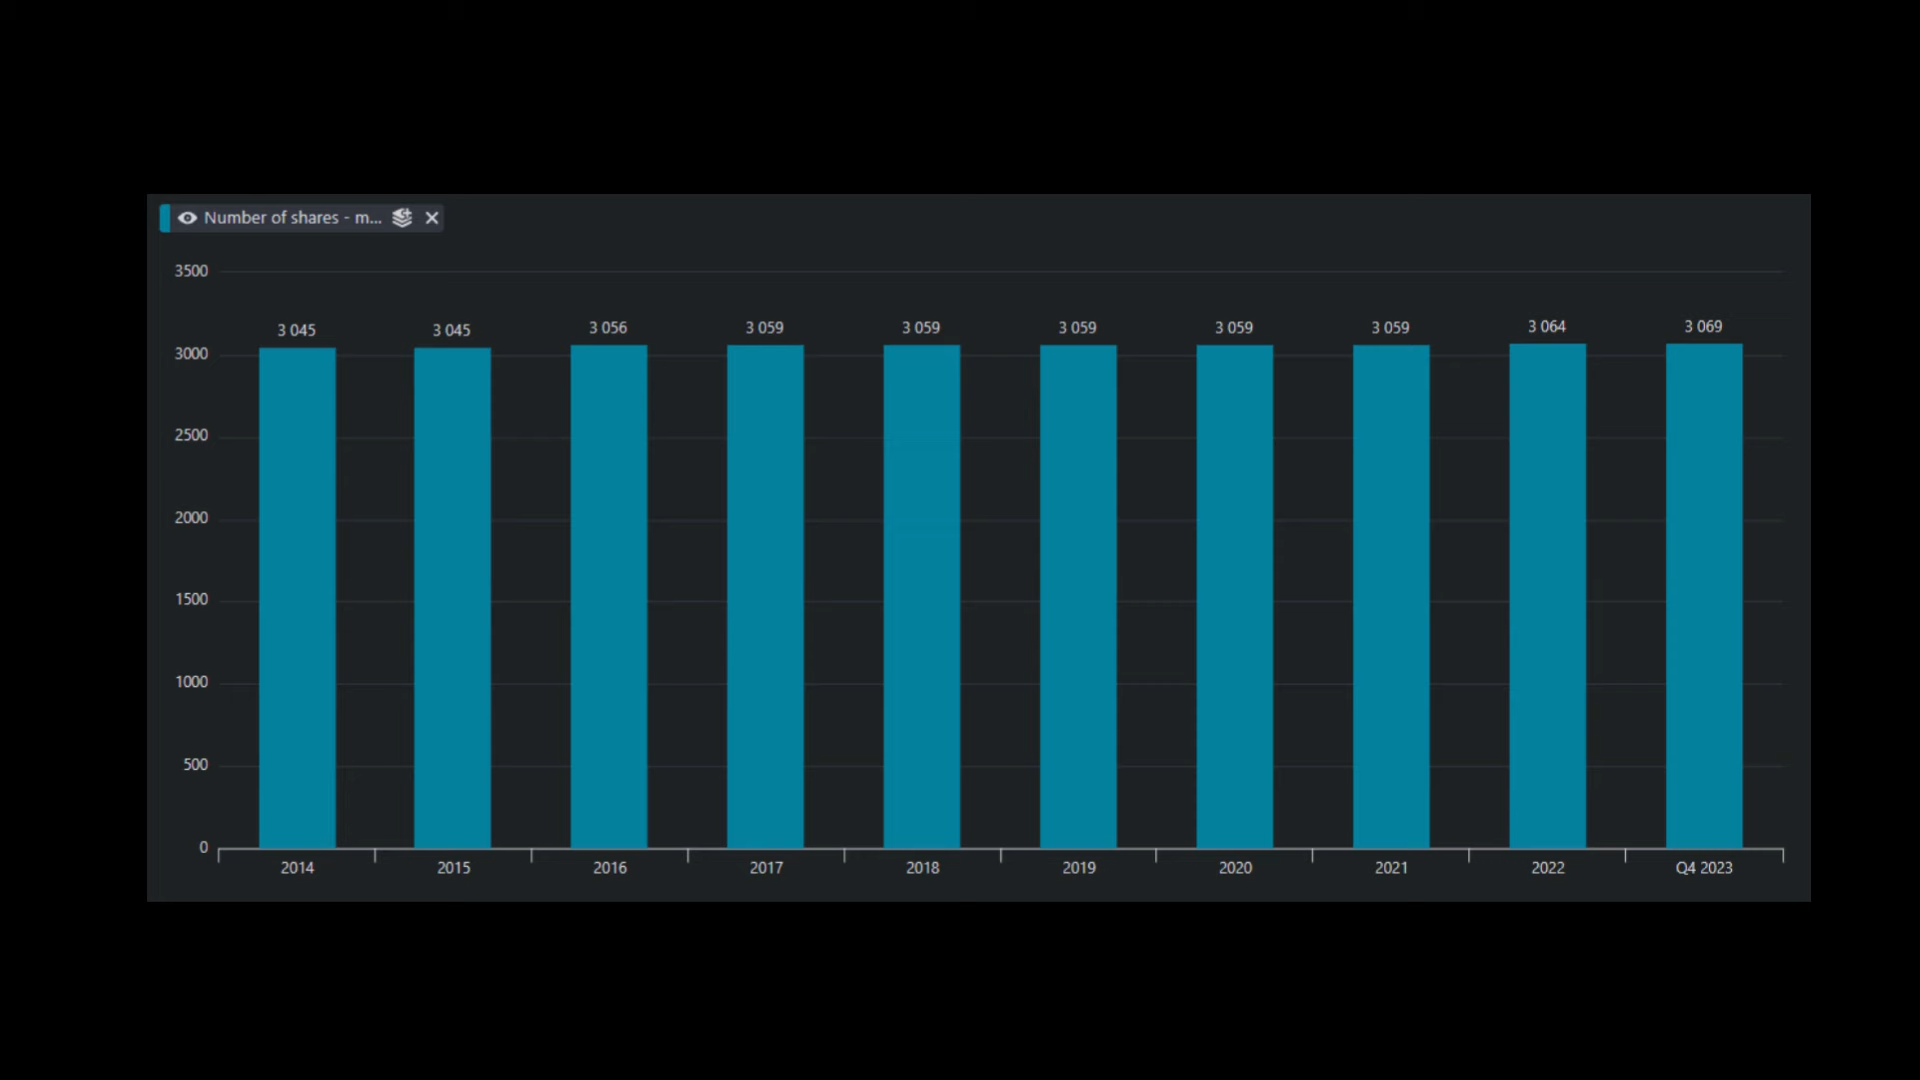 Number of shares - m...
3500
3 045 3 045 3 056 3 059 3 059 3 059 3 059 3 059 3 064 3 069
3000
2500
2000
1500
1000
500
0
2014 2015 2016 2017 2018 2019 2020 2021 2022 Q4 2023